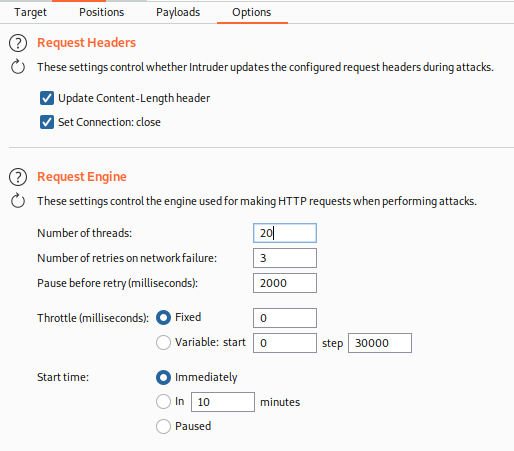 Target Positions Payloads Options
? Request Headers
These settings control whether Intruder updates the configured request headers during attacks.
Update Content-Length header
Set Connection: close
? Request Engine
These settings control the engine used for making HTTP requests when performing attacks.
Number of threads: 20
Number of retries on network failure: 3
Pause before retry (milliseconds): 2000
Throttle (milliseconds): Fixed 0
Variable: start 0 step 30000
Start time: Immediately
In 10 minutes
Paused